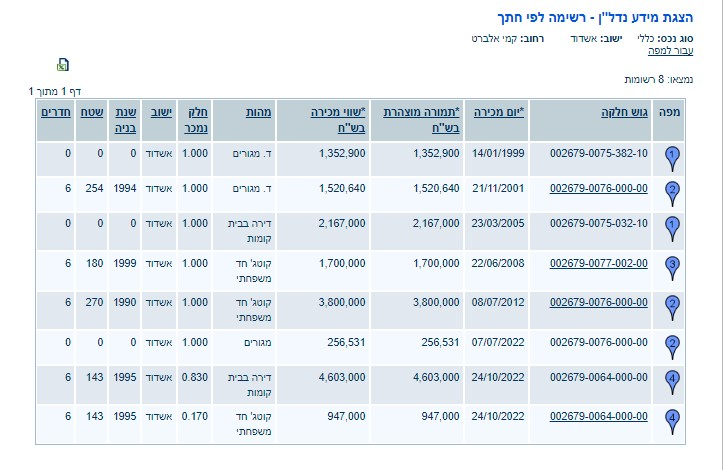 הצגת מידע נדל"ן - רשימה לפי חתך
סוג נכס: כללי ישוב: אשדוד רחוב: קמי אלברט
עבור למפה
נמצאו: 8 רשומות
דף 1 מתוך 1
מפה גוש חלקה *יום מכירה *תמורה מוצהרת בש"ח *שווי מכירה בש"ח מהות חלק נמכר ישוב שנת בניה שטח חדרים
1 002679-0075-382-10 14/01/1999 1,352,900 1,352,900 ד. מגורים 1.000 אשדוד 0 0 0
2 002679-0076-000-00 21/11/2001 1,520,640 1,520,640 ד. מגורים 1.000 אשדוד 1994 254 6
1 002679-0075-032-10 23/03/2005 2,167,000 2,167,000 דירה בבית קומות 1.000 אשדוד 0 0 0
3 002679-0077-002-00 22/06/2008 1,700,000 1,700,000 קוטג' חד משפחתי 1.000 אשדוד 1999 180 6
2 002679-0076-000-00 08/07/2012 3,800,000 3,800,000 קוטג' חד משפחתי 1.000 אשדוד 1990 270 6
2 002679-0076-000-00 07/07/2022 256,531 256,531 מגורים 1.000 אשדוד 0 0 0
4 002679-0064-000-00 24/10/2022 4,603,000 4,603,000 דירה בבית קומות 0.830 אשדוד 1995 143 6
4 002679-0064-000-00 24/10/2022 947,000 947,000 קוטג' חד משפחתי 0.170 אשדוד 1995 143 6